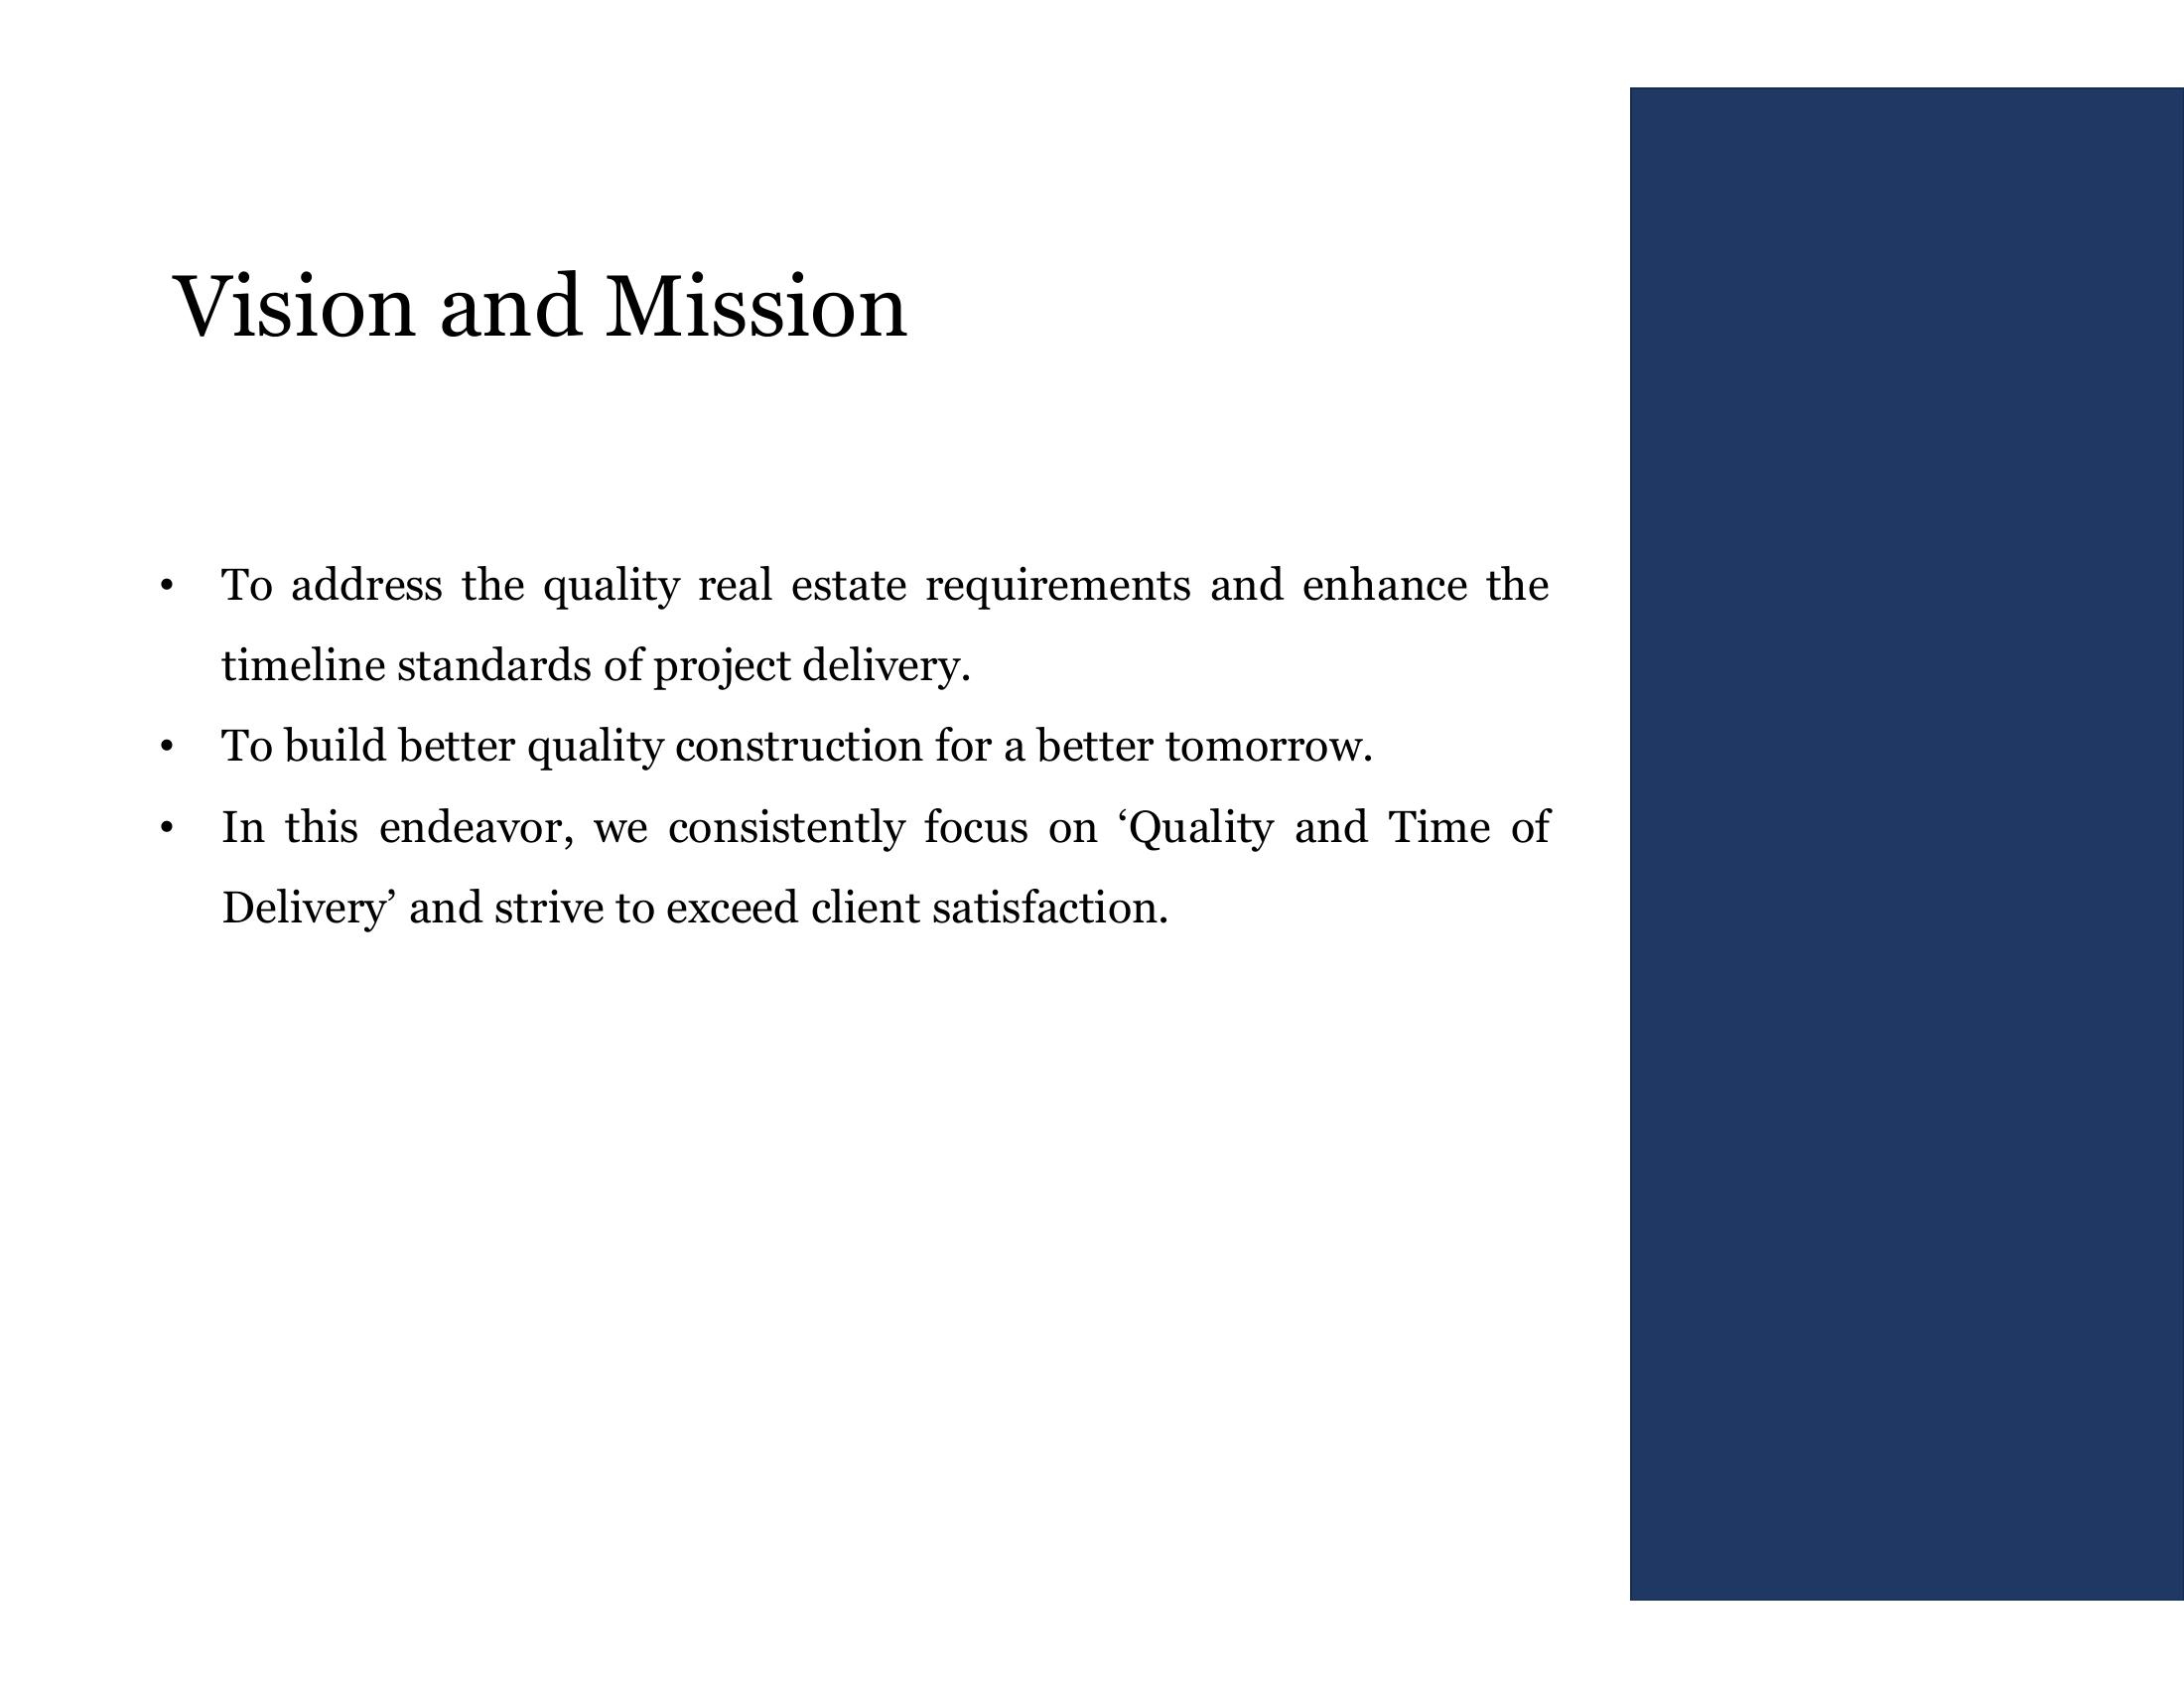 Vision and Mission
• To address the quality real estate requirements and enhance the
timeline standards of project delivery.
• To build better quality construction for a better tomorrow.
• In this endeavor, we consistently focus on ‘Quality and Time of
Delivery’ and strive to exceed client satisfaction.